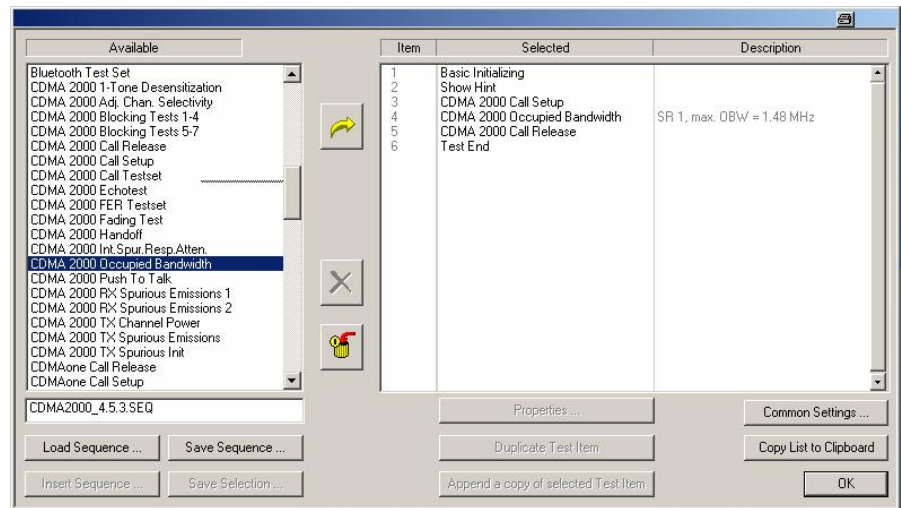 Available
Bluetooth Test Set
CDMA 2000 1-Tone Desensitization
CDMA 2000 Adj. Chan. Selectivity
CDMA 2000 Blocking Tests 1-4
CDMA 2000 Blocking Tests 5-7
CDMA 2000 Call Release
CDMA 2000 Call Setup
CDMA 2000 Call Testset
CDMA 2000 Echotest
CDMA 2000 FER Testset
CDMA 2000 Fading Test
CDMA 2000 Handoff
CDMA 2000 Int.Spur.Resp.Atten.
CDMA 2000 Occupied Bandwidth
CDMA 2000 Push To Talk
CDMA 2000 RX Spurious Emissions 1
CDMA 2000 RX Spurious Emissions 2
CDMA 2000 TX Channel Power
CDMA 2000 TX Spurious Emissions
CDMA 2000 TX Spurious Init
CDMAone Call Release
CDMAone Call Setup
CDMA2000_4.5.3.SEQ
Load Sequence ... Save Sequence ...
Insert Sequence ... Save Selection ...
Item Selected Description
1 Basic Initializing
2 Show Hint
3 CDMA 2000 Call Setup
4 CDMA 2000 Occupied Bandwidth SR 1, max. OBW = 1.48 MHz
5 CDMA 2000 Call Release
6 Test End
Properties ... Common Settings ...
Duplicate Test Item Copy List to Clipboard
Append a copy of selected Test Item OK